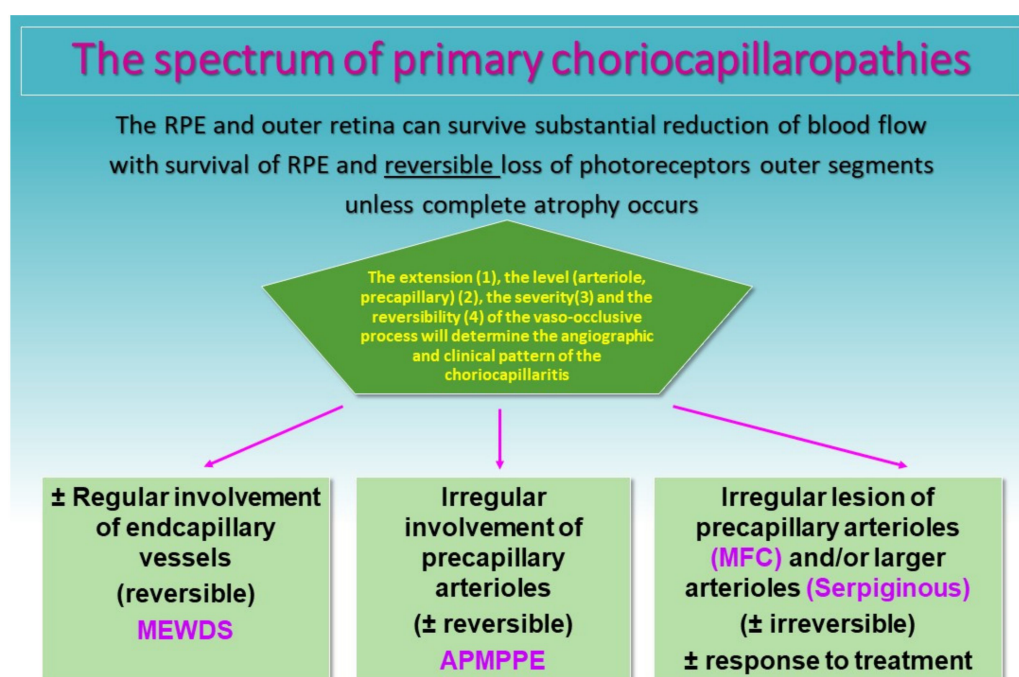 The spectrum of primary choriocapillaropathies
The RPE and outer retina can survive substantial reduction of blood flow
with survival of RPE and reversible loss of photoreceptors outer segments
unless complete atrophy occurs
The extension (1), the level (arteriole,
precapillary) (2), the severity(3) and the
reversibility (4) of the vaso-occlusive
process will determine the angiographic
and clinical pattern of the
choriocapillaritis
± Regular involvement
of endcapillary
vessels
(reversible)
MEWDS
Irregular
involvement of
precapillary
arterioles
(± reversible)
APMPPE
Irregular lesion of
precapillary arterioles
(MFC) and/or larger
arterioles (Serpiginous)
(± irreversible)
± response to treatment